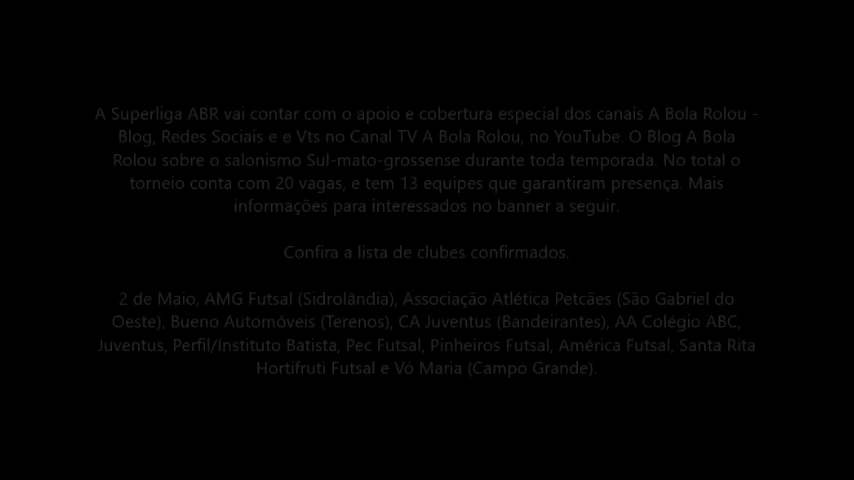 A Superliga ABR vai contar com o apoio e cobertura especial dos canais A Bola Rolou -
Blog, Redes Sociais e e Vts no Canal TV A Bola Rolou, no YouTube. O Blog A Bola
Rolou sobre o salonismo Sul-mato-grossense durante toda temporada. No total o
torneio conta com 20 vagas, e tem 13 equipes que garantiram presença. Mais
informações para interessados no banner a seguir.
Confira a lista de clubes confirmados.
2 de Maio, AMG Futsal (Sidrolândia), Associação Atlética Petcães (São Gabriel do
Oeste), Bueno Automóveis (Terenos), CA Juventus (Bandeirantes), AA Colégio ABC,
Juventus, Perfil/Instituto Batista, Pec Futsal, Pinheiros Futsal, América Futsal, Santa Rita
Hortifruti Futsal e Vó Maria (Campo Grande).